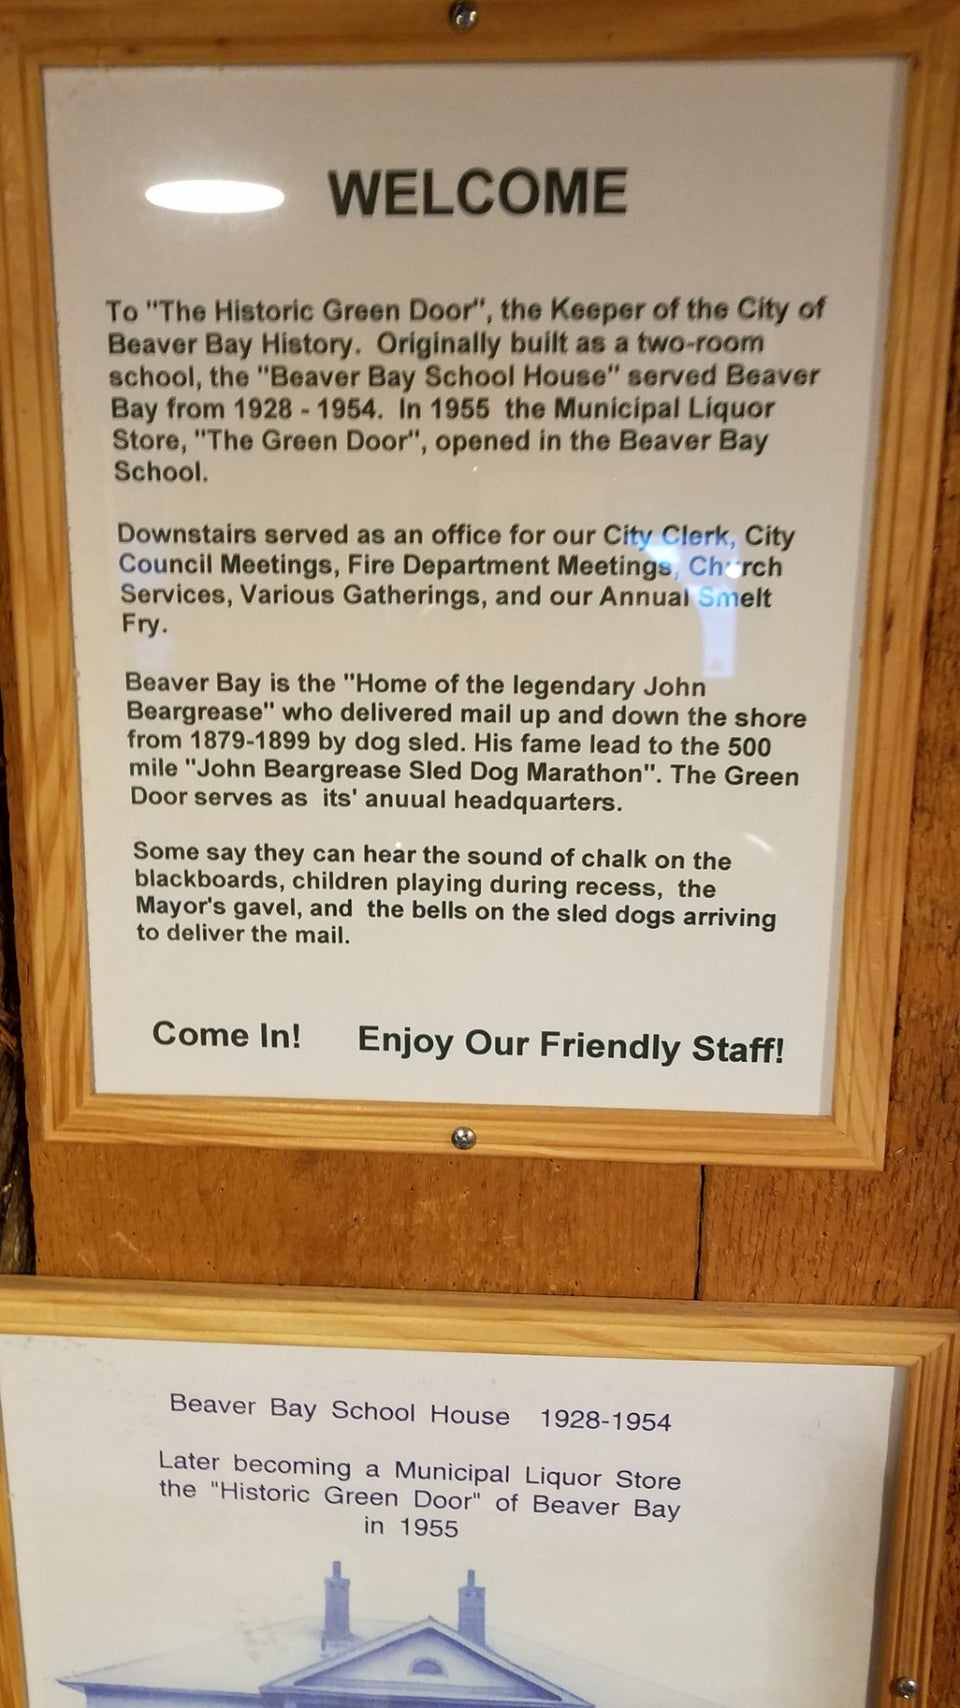 WELCOME
To "The Historic Green Door", the Keeper of the City of
Beaver Bay History. Originally built as a two-room
school, the "Beaver Bay School House" served Beaver
Bay from 1928 - 1954. In 1955 the Municipal Liquor
Store, "The Green Door", opened in the Beaver Bay
School.
Downstairs served as an office for our City Clerk, City
Council Meetings, Fire Department Meetings, Church
Services, Various Gatherings, and our Annual Smelt
Fry.
Beaver Bay is the "Home of the legendary John
Beargrease" who delivered mail up and down the shore
from 1879-1899 by dog sled. His fame lead to the 500
mile "John Beargrease Sled Dog Marathon". The Green
Door serves as its' anuual headquarters.
Some say they can hear the sound of chalk on the
blackboards, children playing during recess, the
Mayor's gavel, and the bells on the sled dogs arriving
to deliver the mail.
Come In! Enjoy Our Friendly Staff!
Beaver Bay School House 1928-1954
Later becoming a Municipal Liquor Store
the "Historic Green Door" of Beaver Bay
in 1955